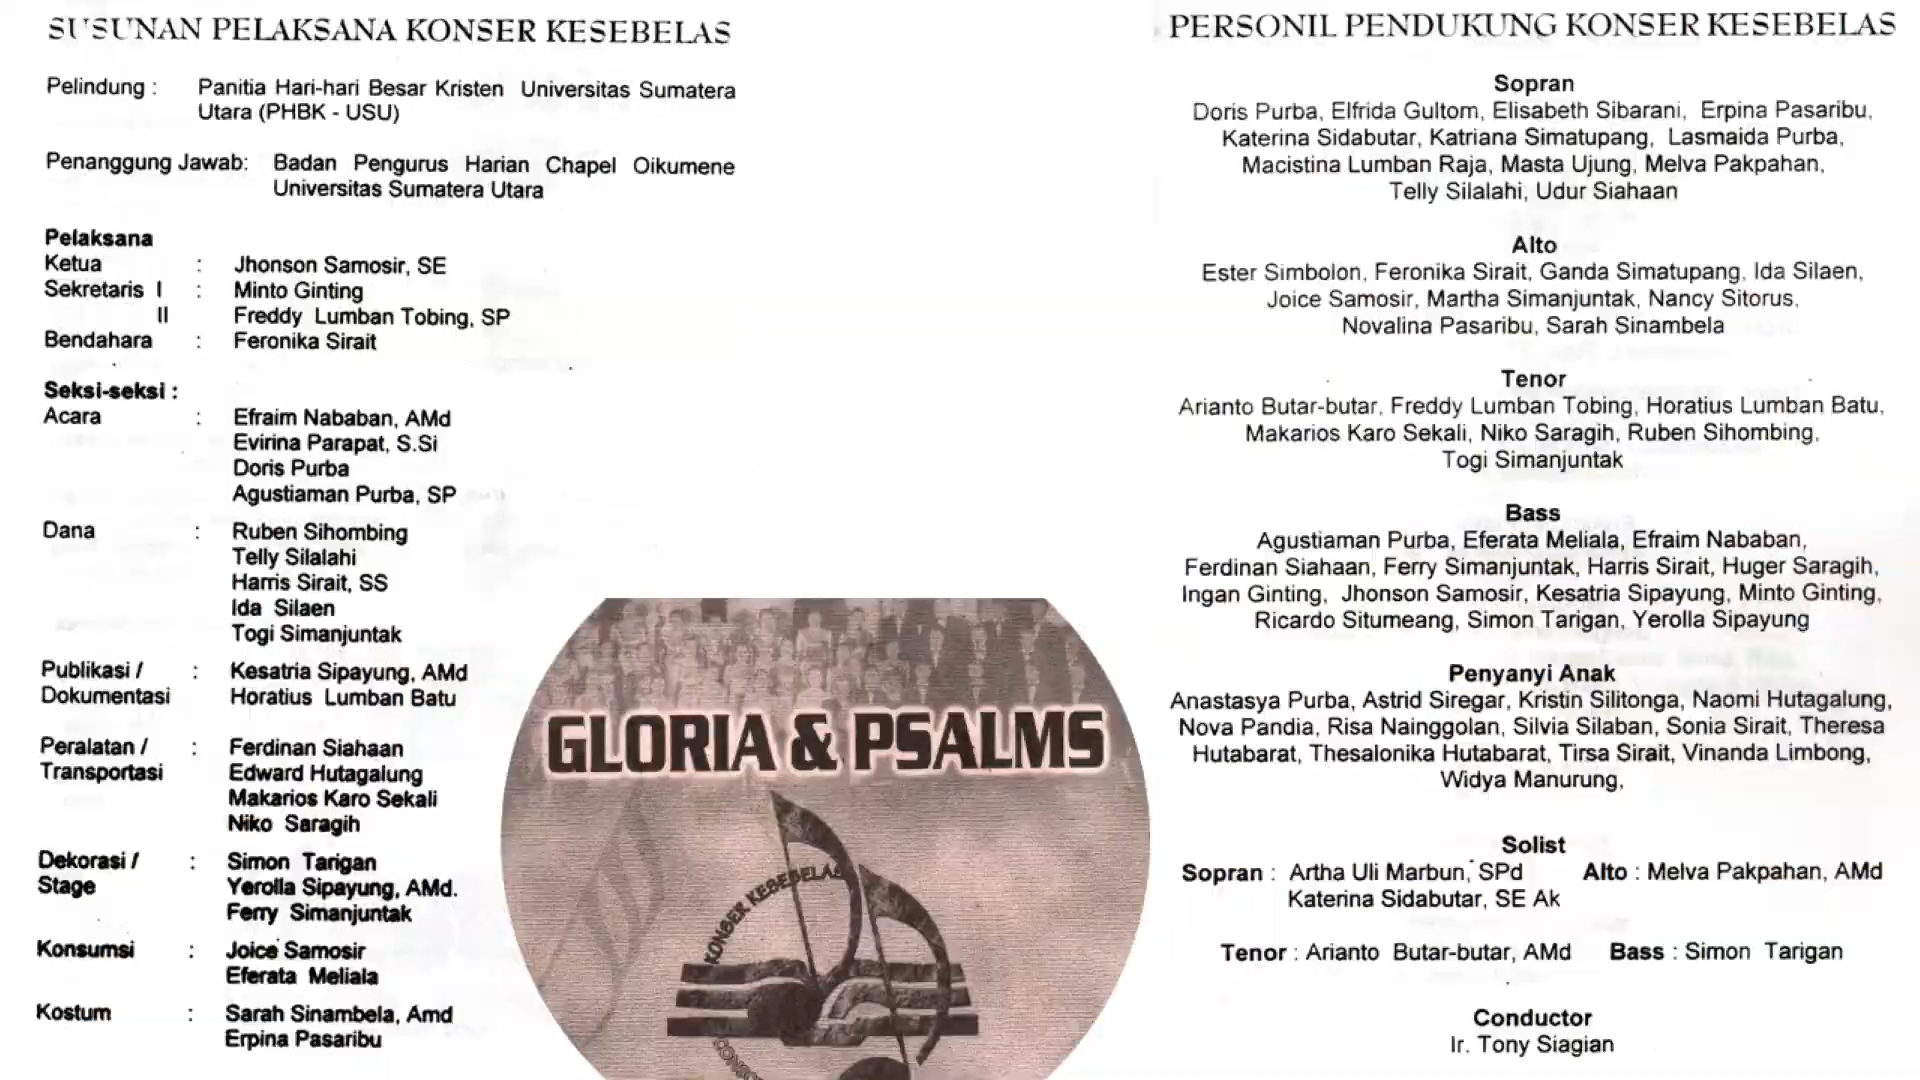 SUSUNAN PELAKSANA KONSER KESEBELAS
Pelindung : Panitia Hari-hari Besar Kristen Universitas Sumatera
Utara (PHBK - USU)
Penanggung Jawab: Badan Pengurus Harian Chapel Oikumene
Universitas Sumatera Utara
Pelaksana
Ketua : Jhonson Samosir, SE
Sekretaris I : Minto Ginting
II Freddy Lumban Tobing, SP
Bendahara : Feronika Sirait
Seksi-seksi :
Acara : Efraim Nababan, AMd
Evirina Parapat, S.Si
Doris Purba
Agustiaman Purba, SP
Dana : Ruben Sihombing
Telly Silalahi
Harris Sirait, SS
Ida Silaen
Togi Simanjuntak
Publikasi / : Kesatria Sipayung, AMd
Dokumentasi Horatius Lumban Batu
Peralatan / : Ferdinan Siahaan
Transportasi Edward Hutagalung
Makarios Karo Sekali
Niko Saragih
Dekorasi / : Simon Tarigan
Stage Yerolla Sipayung, AMd.
Ferry Simanjuntak
Konsumsi : Joice Samosir
Eferata Meliala
Kostum : Sarah Sinambela, Amd
Erpina Pasaribu
GLORIA & PSALMS
KONSER KESEBELAS
PERSONIL PENDUKUNG KONSER KESEBELAS
Sopran
Doris Purba, Elfrida Gultom, Elisabeth Sibarani, Erpina Pasaribu,
Katerina Sidabutar, Katriana Simatupang, Lasmaida Purba,
Macistina Lumban Raja, Masta Ujung, Melva Pakpahan,
Telly Silalahi, Udur Siahaan
Alto
Ester Simbolon, Feronika Sirait, Ganda Simatupang, Ida Silaen,
Joice Samosir, Martha Simanjuntak, Nancy Sitorus,
Novalina Pasaribu, Sarah Sinambela
Tenor
Arianto Butar-butar, Freddy Lumban Tobing, Horatius Lumban Batu,
Makarios Karo Sekali, Niko Saragih, Ruben Sihombing,
Togi Simanjuntak
Bass
Agustiaman Purba, Eferata Meliala, Efraim Nababan,
Ferdinan Siahaan, Ferry Simanjuntak, Harris Sirait, Huger Saragih,
Ingan Ginting, Jhonson Samosir, Kesatria Sipayung, Minto Ginting,
Ricardo Situmeang, Simon Tarigan, Yerolla Sipayung
Penyanyi Anak
Anastasya Purba, Astrid Siregar, Kristin Silitonga, Naomi Hutagalung,
Nova Pandia, Risa Nainggolan, Silvia Silaban, Sonia Sirait, Theresa
Hutabarat, Thesalonika Hutabarat, Tirsa Sirait, Vinanda Limbong,
Widya Manurung,
Solist
Sopran : Artha Uli Marbun, SPd Alto : Melva Pakpahan, AMd
Katerina Sidabutar, SE Ak
Tenor : Arianto Butar-butar, AMd Bass : Simon Tarigan
Conductor
Ir. Tony Siagian